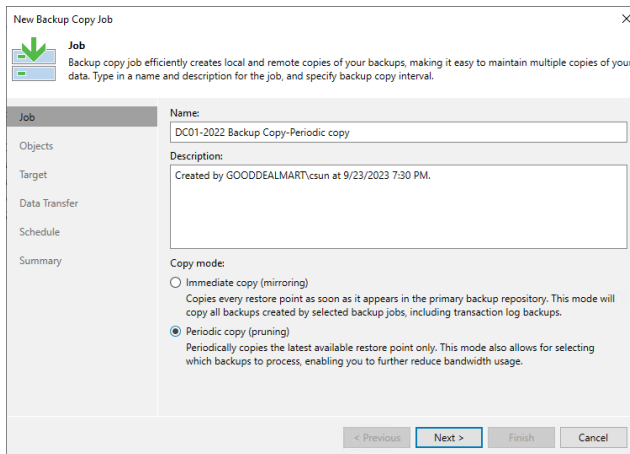 New Backup Copy Job
Job
Backup copy job efficiently creates local and remote copies of your backups, making it easy to maintain multiple copies of your
data. Type in a name and description for the job, and specify backup copy interval.
Job
Objects
Target
Data Transfer
Schedule
Summary
Name:
DC01-2022 Backup Copy-Periodic copy
Description:
Created by GOODDEALMART\csun at 9/23/2023 7:30 PM.
Copy mode:
Immediate copy (mirroring)
Copies every restore point as soon as it appears in the primary backup repository. This mode will
copy all backups created by selected backup jobs, including transaction log backups.
Periodic copy (pruning)
Periodically copies the latest available restore point only. This mode also allows for selecting
which backups to process, enabling you to further reduce bandwidth usage.
< Previous
Next >
Finish
Cancel